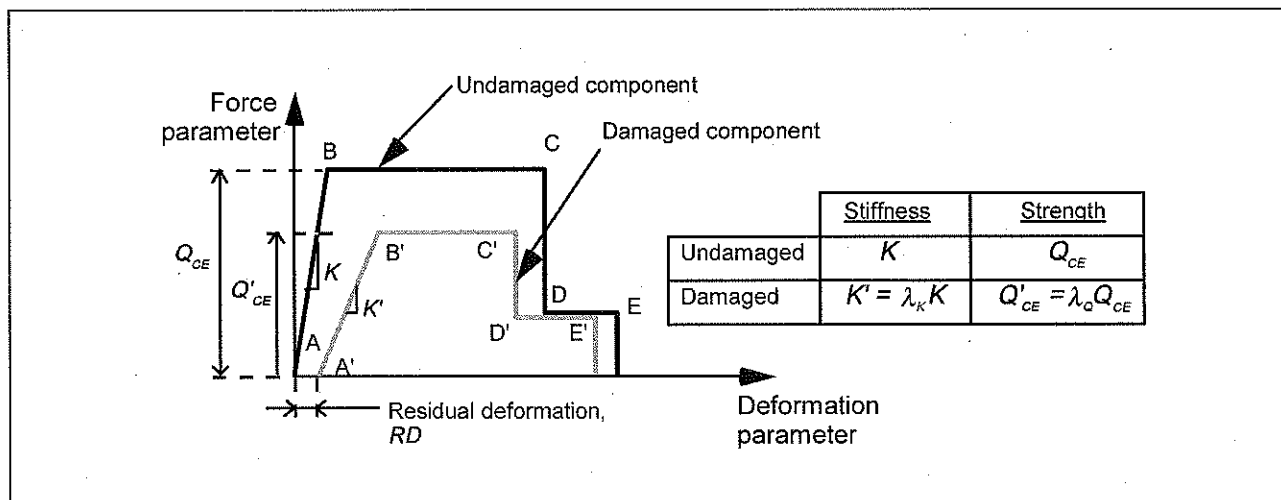 Undamaged component
Force
parameter
Damaged component
B
C
Stiffness
Strength
Undamaged
K
Q_CE
Damaged
K' = λ_K K
Q'_CE = λ_Q Q_CE
Q_CE
Q'_CE
K
B'
C'
K'
D
E
D'
E'
A
A'
Residual deformation,
RD
Deformation
parameter